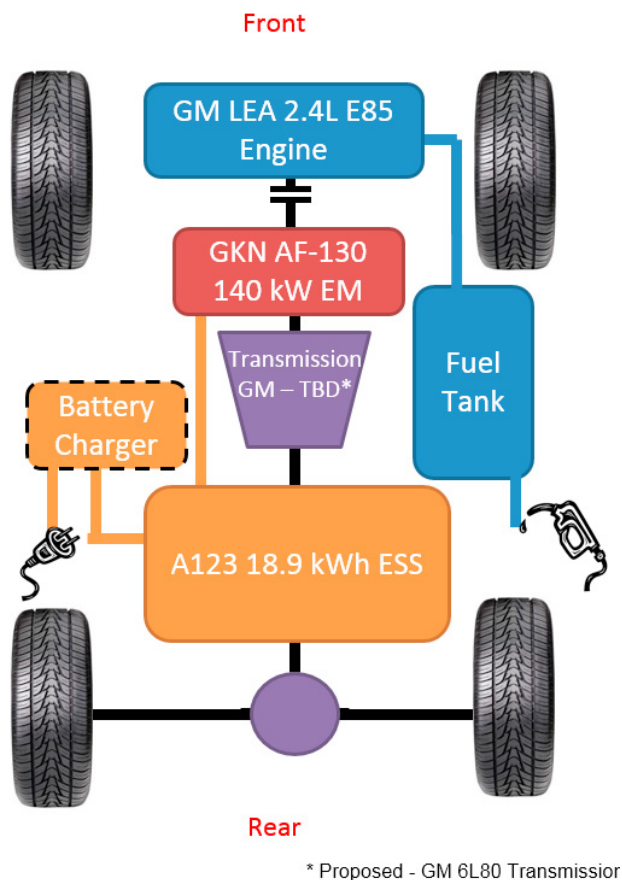 Front
GM LEA 2.4L E85
Engine
GKN AF-130
140 kW EM
Transmission
GM – TBD*
Fuel
Tank
Battery
Charger
A123 18.9 kWh ESS
Rear
* Proposed - GM 6L80 Transmission